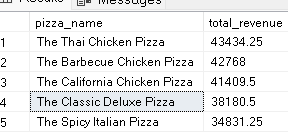 Messages
pizza_name total_revenue
1 The Thai Chicken Pizza 43434.25
2 The Barbecue Chicken Pizza 42768
3 The California Chicken Pizza 41409.5
4 The Classic Deluxe Pizza 38180.5
5 The Spicy Italian Pizza 34831.25